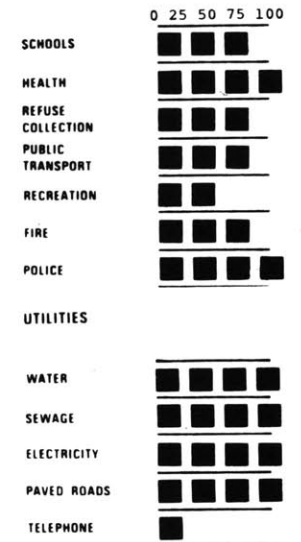 0 25 50 75 100
SCHOOLS
HEALTH
REFUSE
COLLECTION
PUBLIC
TRANSPORT
RECREATION
FIRE
POLICE
UTILITIES
WATER
SEWAGE
ELECTRICITY
PAVED ROADS
TELEPHONE